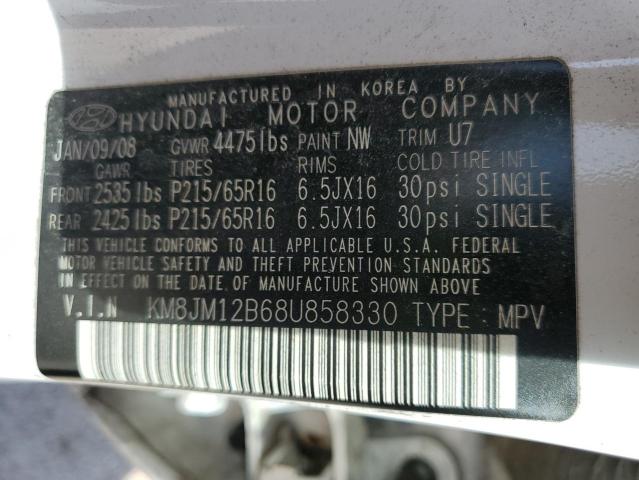 MANUFACTURED IN KOREA BY
HYUNDAI MOTOR COMPANY
JAN/09/08 GVWR 4475lbs PAINT NW TRIM U7
GAWR TIRES RIMS COLD TIRE INFL
FRONT 2535 lbs P215/65R16 6.5JX16 30psi SINGLE
REAR 2425 lbs P215/65R16 6.5JX16 30psi SINGLE
THIS VEHICLE CONFORMS TO ALL APPLICABLE U.S.A. FEDERAL
MOTOR VEHICLE SAFETY AND THEFT PREVENTION STANDARDS
IN EFFECT ON THE DATE OF MANUFACTURE SHOWN ABOVE.
V.I.N KM8JM12B68U858330 TYPE MPV